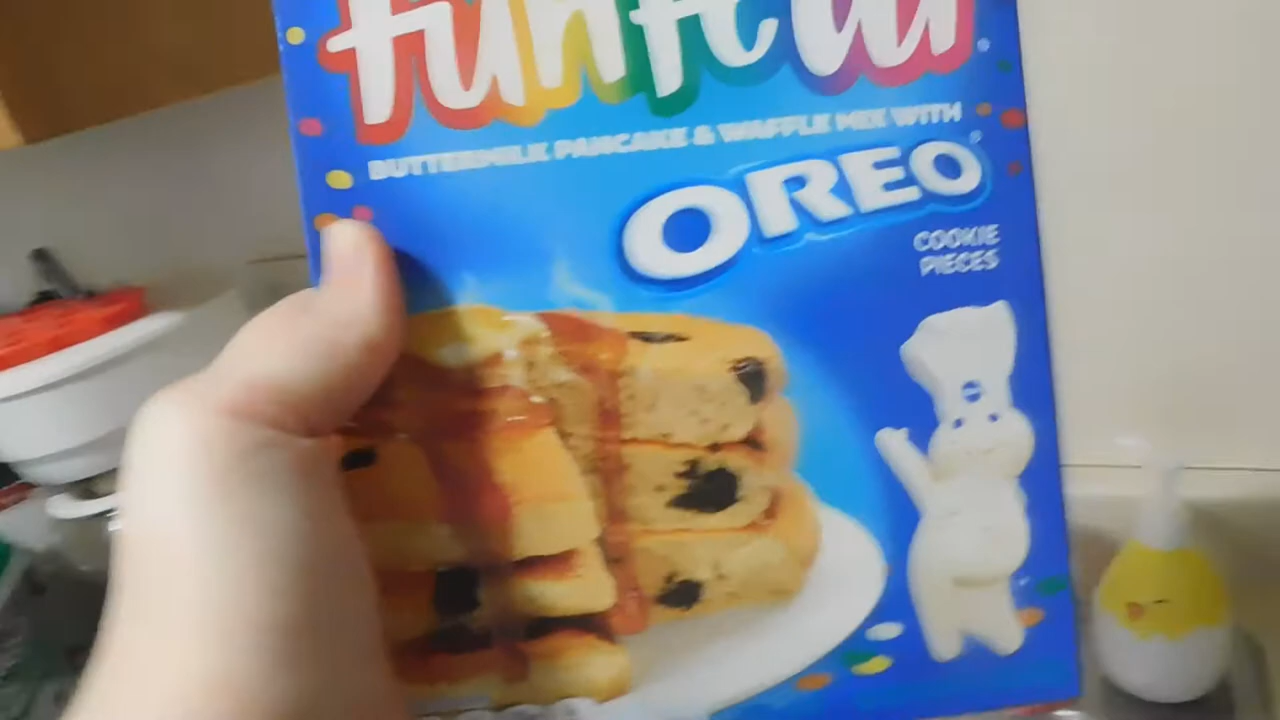 funfetti
BUTTERMILK PANCAKE & WAFFLE MIX WITH
OREO
COOKIE
PIECES